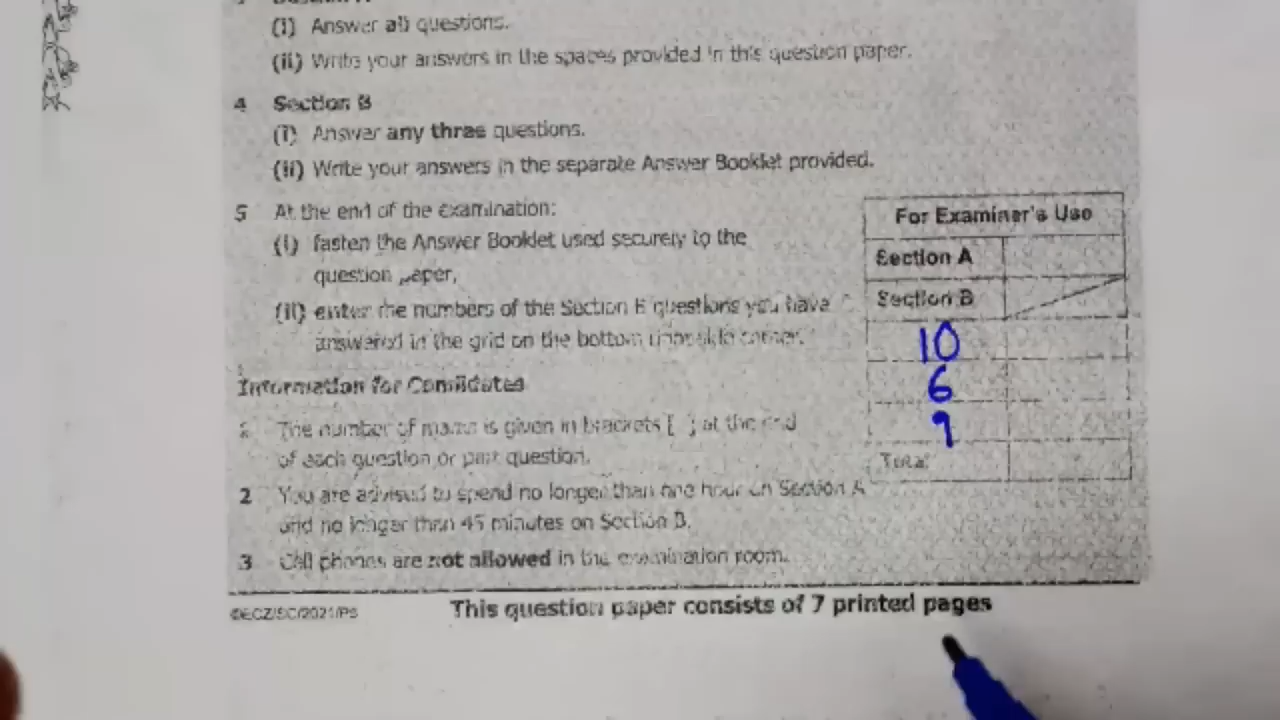 (i) Answer all questions.
(ii) Write your answers in the spaces provided in this question paper.
4 Section B
(i) Answer any three questions.
(ii) Write your answers in the separate Answer Booklet provided.
5 At the end of the examination:
(i) fasten the Answer Booklet used securely to the
question paper,
(ii) enter the numbers of the Section B questions you have
answered in the grid on the bottom corner.
For Examiner's Use
Section A
Section B
10
6
9
Total
Information for Candidates
The number of marks is given in brackets [ ] at the end
of each question or part question.
2 You are advised to spend no longer than one hour on Section A
and no longer than 45 minutes on Section B.
3 Cell phones are not allowed in the examination room.
©ECZ/SC/2021/PS
This question paper consists of 7 printed pages